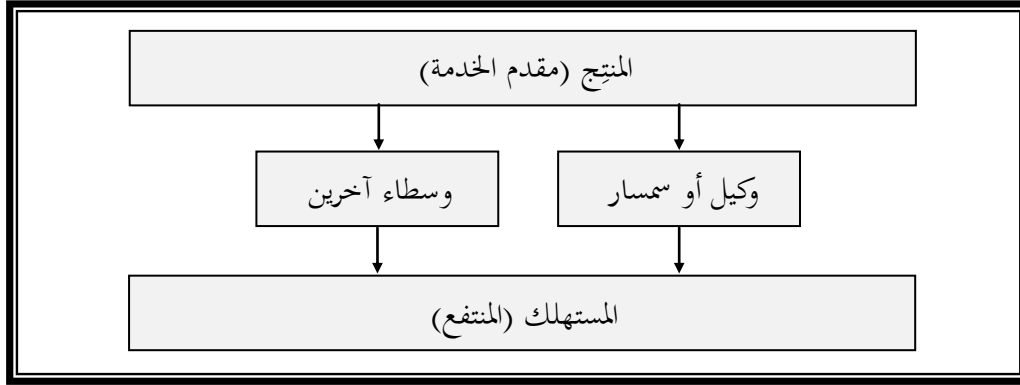 المنتِج (مقدم الخدمة)
وكيل أو سمسار
وسطاء آخرين
المستهلك (المنتفع)